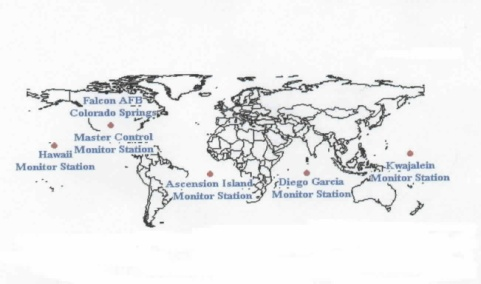 Falcon AFB
Colorado Springs
Master Control
Monitor Station
Hawaii
Monitor Station
Ascension Island
Monitor Station
Diego Garcia
Monitor Station
Kwajalein
Monitor Station